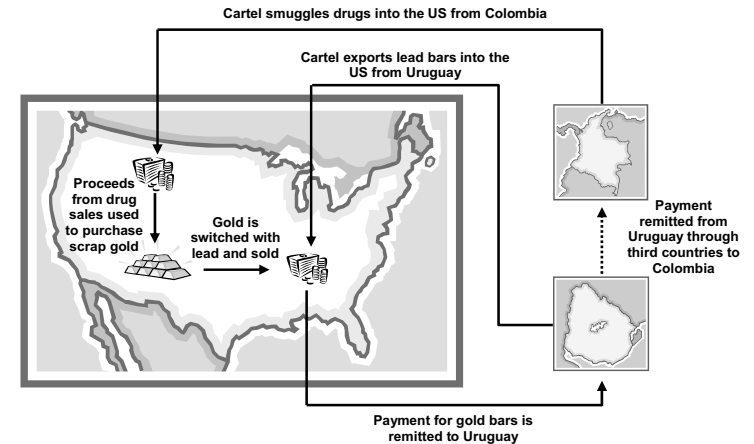 Cartel smuggles drugs into the US from Colombia
Cartel exports lead bars into the
US from Uruguay
Proceeds
from drug
sales used
to purchase
scrap gold
Gold is
switched with
lead and sold
Payment
remitted from
Uruguay through
third countries to
Colombia
Payment for gold bars is
remitted to Uruguay